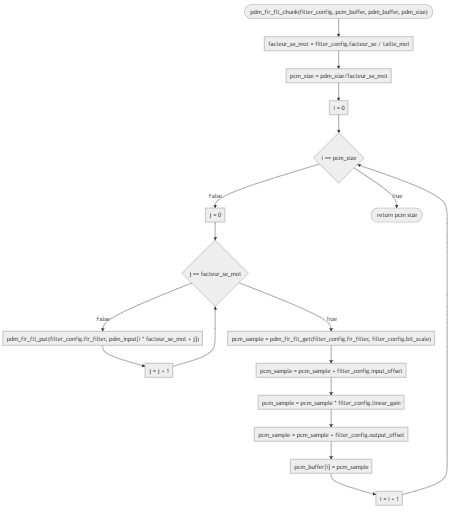 pdm_fir_flt_chunk(filter_config, pcm_buffer, pdm_buffer, pdm_size)
facteur_se_mot = filter_config.facteur_se / taille_mot
pcm_size = pdm_size/facteur_se_mot
i = 0
i == pcm_size
False
True
j = 0
return pcm size
j == facteur_se_mot
False
True
pdm_fir_flt_put(filter_config.fir_filter, pdm_input[i * facteur_se_mot + j])
pcm_sample = pdm_fir_flt_get(filter_config.fir_filter, filter_config.bit_scale)
j = j + 1
pcm_sample = pcm_sample + filter_config.input_offset
pcm_sample = pcm_sample * filter_config.linear_gain
pcm_sample = pcm_sample + filter_config.output_offset
pcm_buffer[i] = pcm_sample
i = i + 1